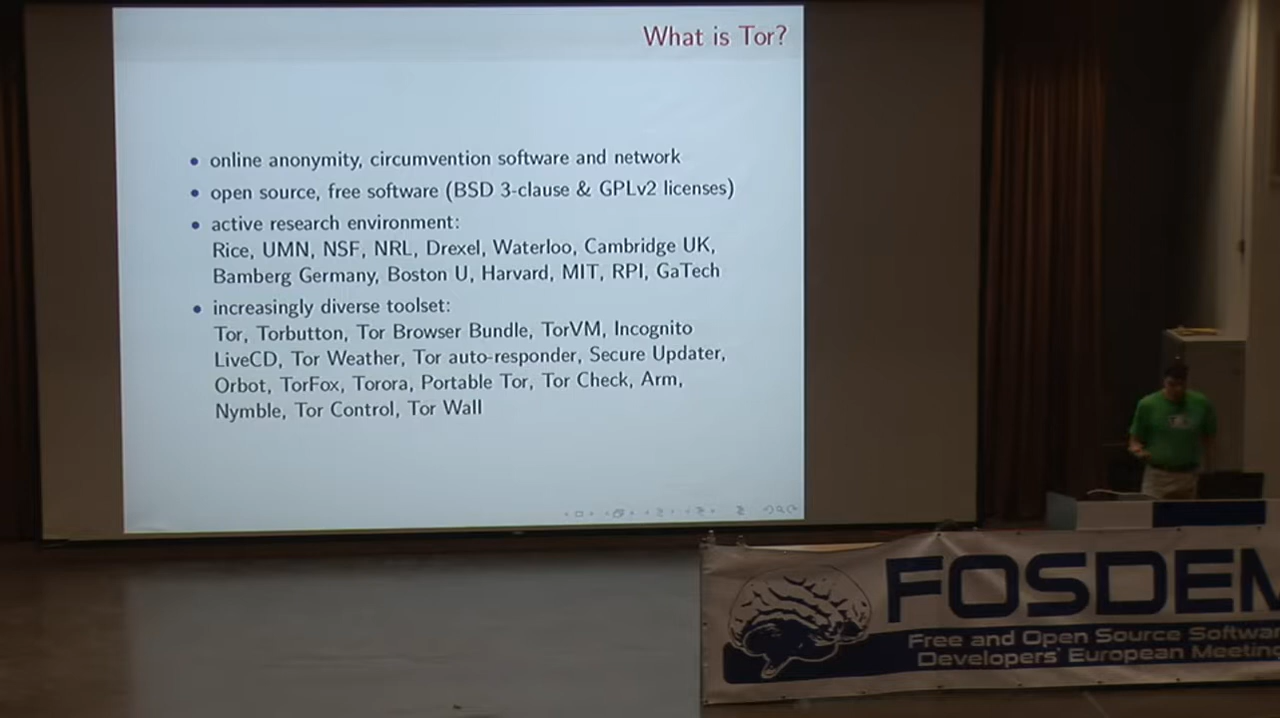 What is Tor?
• online anonymity, circumvention software and network
• open source, free software (BSD 3-clause & GPLv2 licenses)
• active research environment:
Rice, UMN, NSF, NRL, Drexel, Waterloo, Cambridge UK,
Bamberg Germany, Boston U, Harvard, MIT, RPI, GaTech
• increasingly diverse toolset:
Tor, Torbutton, Tor Browser Bundle, TorVM, Incognito
LiveCD, Tor Weather, Tor auto-responder, Secure Updater,
Orbot, TorFox, Torora, Portable Tor, Tor Check, Arm,
Nymble, Tor Control, Tor Wall
FOSDEM
Free and Open Source Softwar
Developers' European Meeting